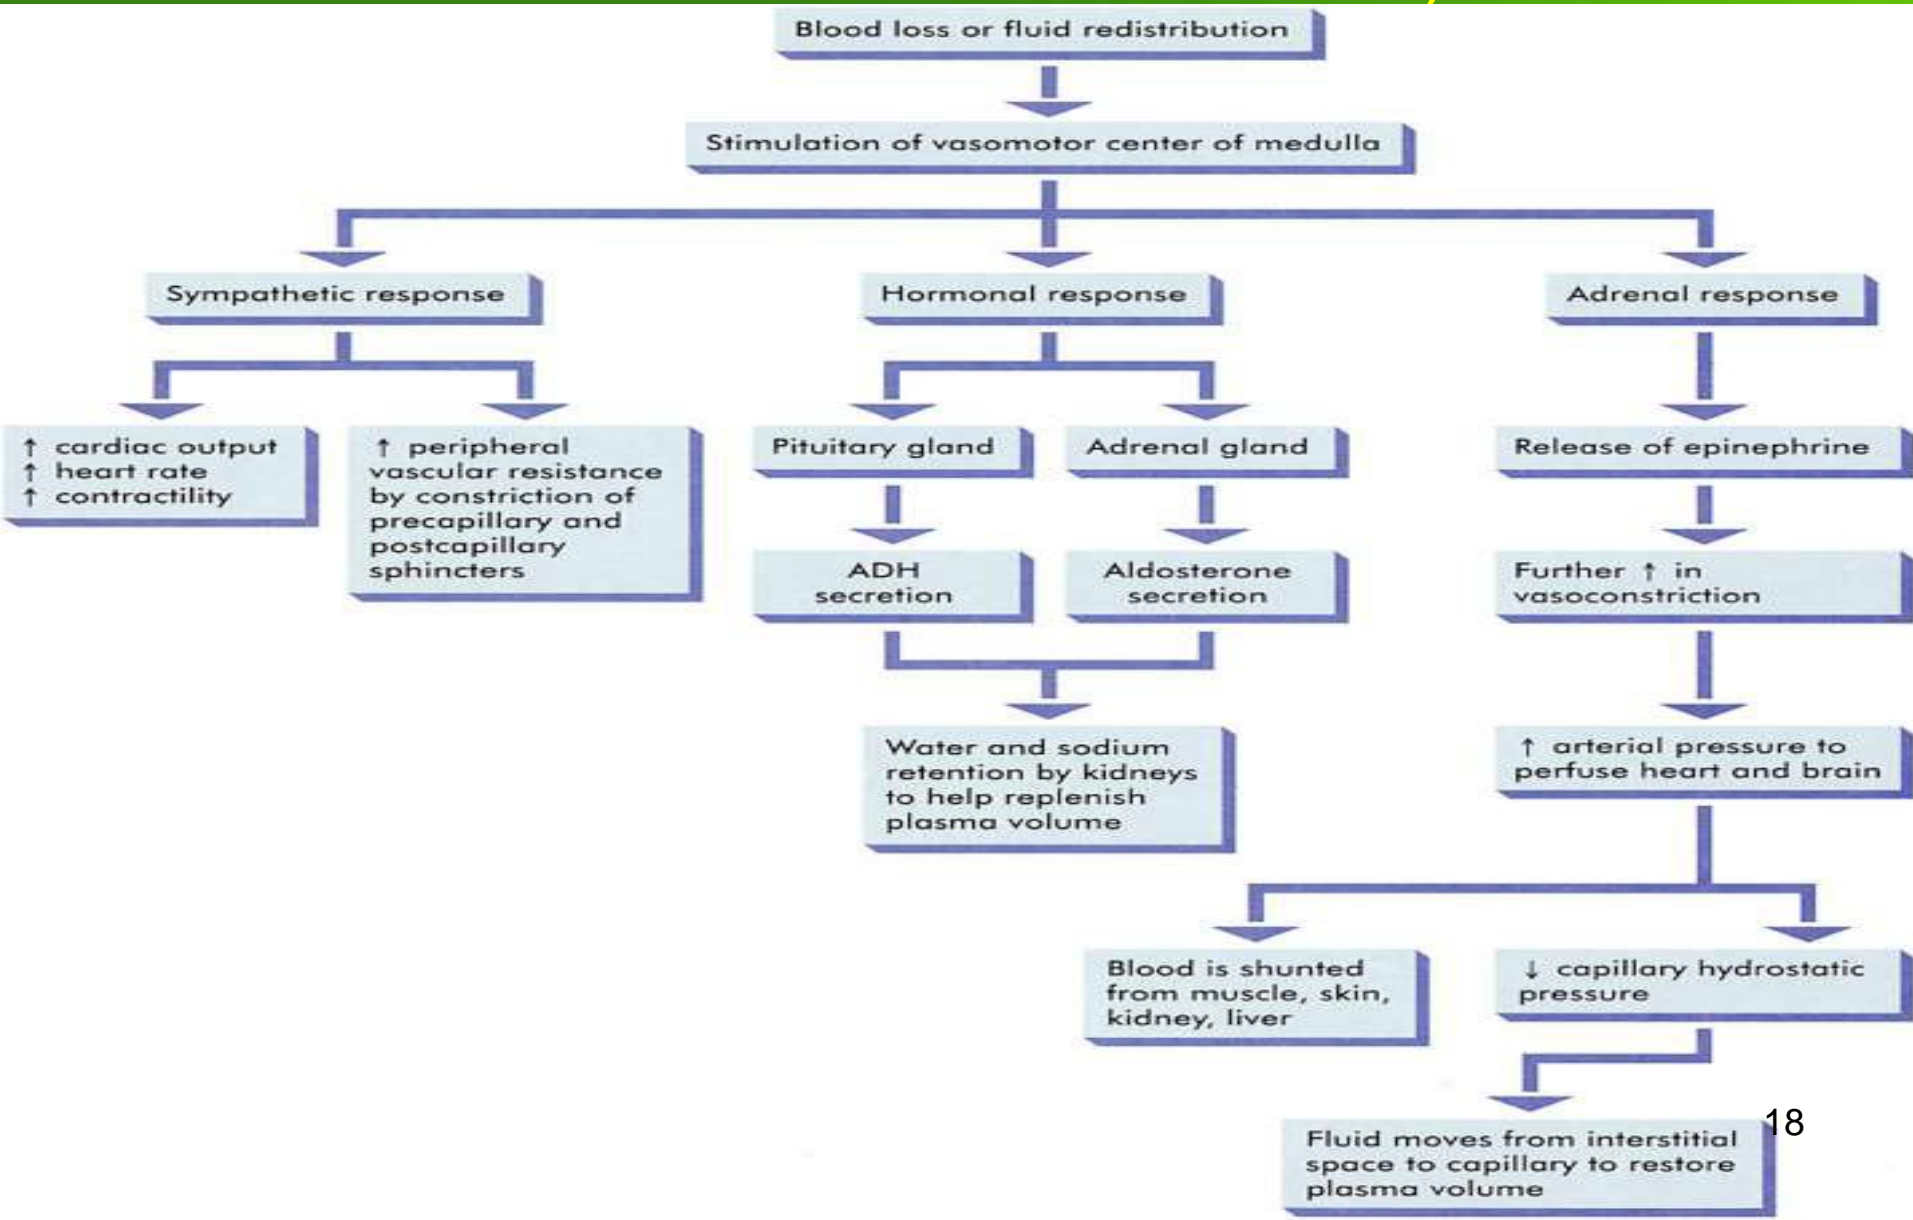 Blood loss or fluid redistribution
Stimulation of vasomotor center of medulla
Sympathetic response
Hormonal response
Adrenal response
↑ cardiac output
↑ heart rate
↑ contractility
↑ peripheral
vascular resistance
by constriction of
precapillary and
postcapillary
sphincters
Pituitary gland
Adrenal gland
Release of epinephrine
ADH
secretion
Aldosterone
secretion
Further ↑ in
vasoconstriction
Water and sodium
retention by kidneys
to help replenish
plasma volume
↑ arterial pressure to
perfuse heart and brain
Blood is shunted
from muscle, skin,
kidney, liver
↓ capillary hydrostatic
pressure
Fluid moves from interstitial
space to capillary to restore
plasma volume
18